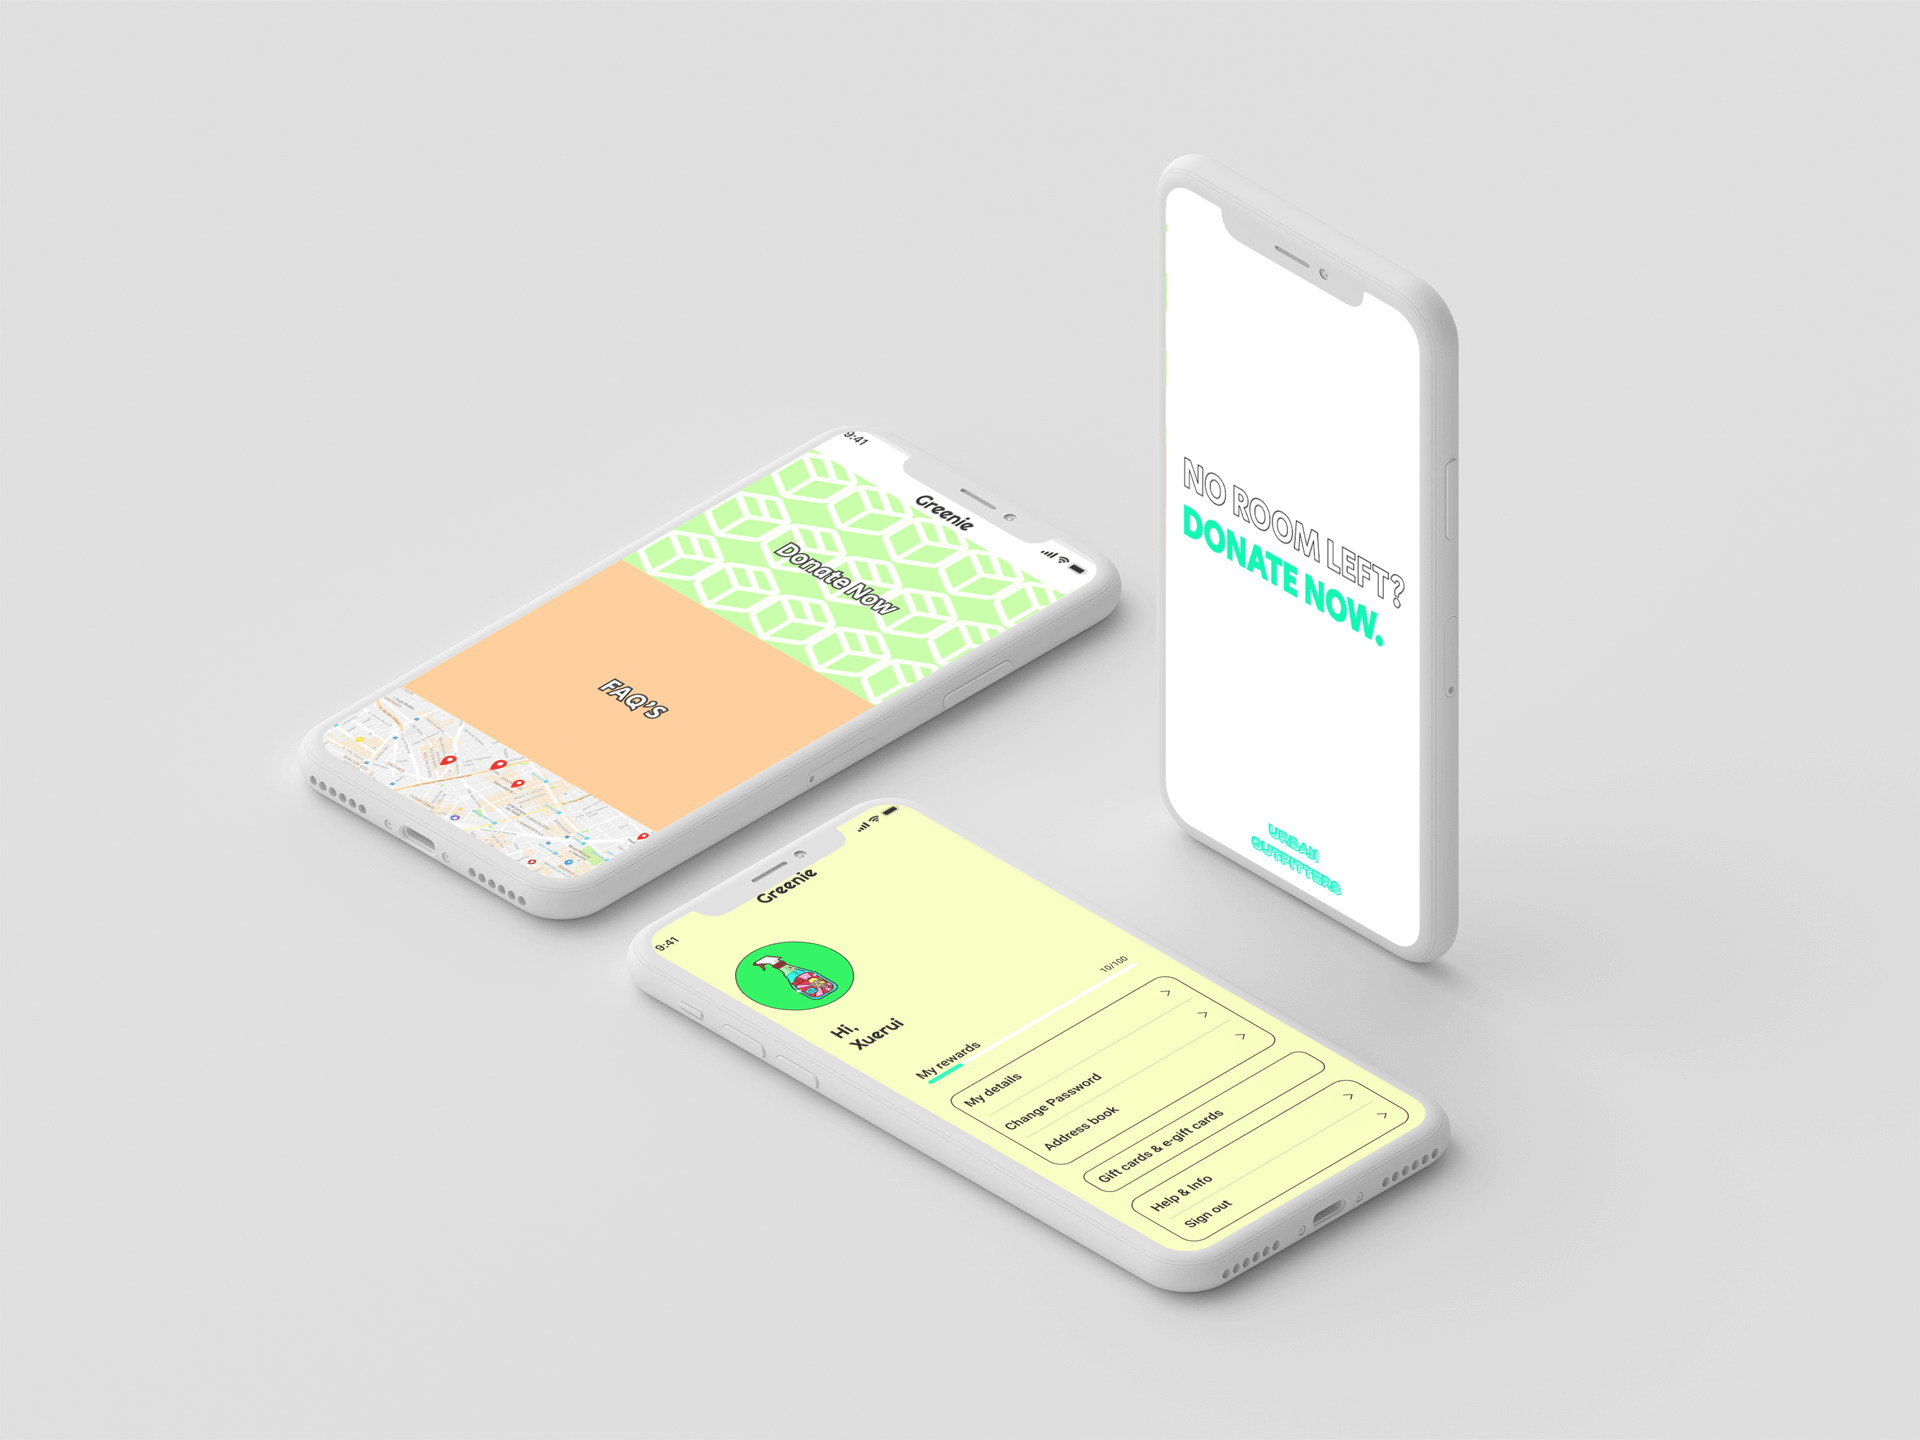 9:41
Greenie
Donate Now
FAQ'S
NO ROOM LEFT?
DONATE NOW.
URBAN
OUTFITTERS
Greenie
9:41
Hi,
Xuerui
10/100
My rewards
My details
Change Password
Address book
Gift cards & e-gift cards
Help & Info
Sign out